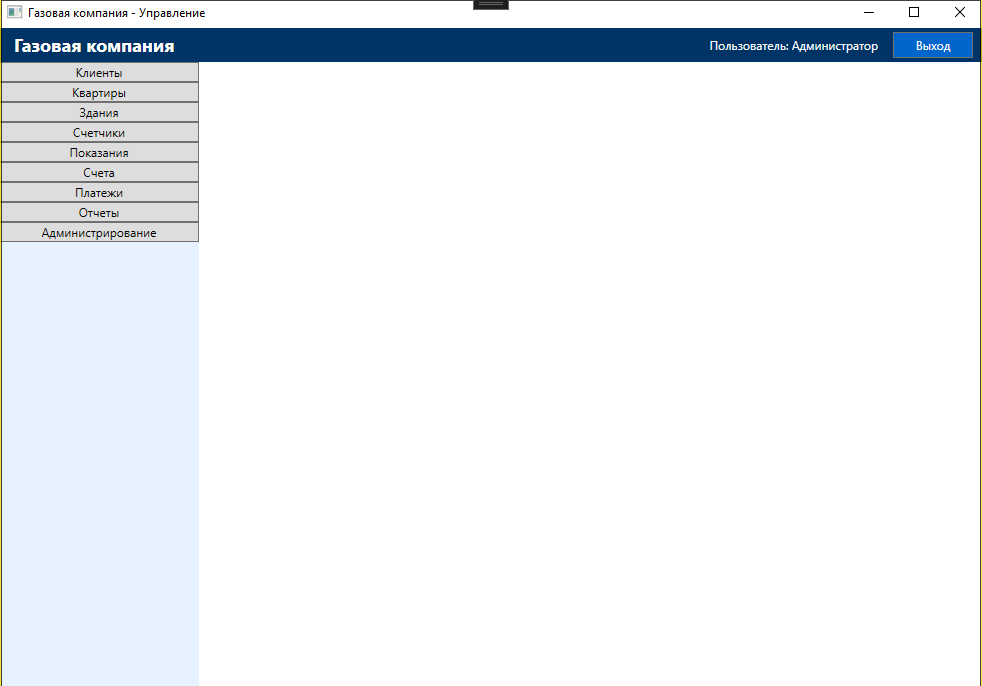 Газовая компания - Управление
Газовая компания
Пользователь: Администратор
Выход
Клиенты
Квартиры
Здания
Счетчики
Показания
Счета
Платежи
Отчеты
Администрирование